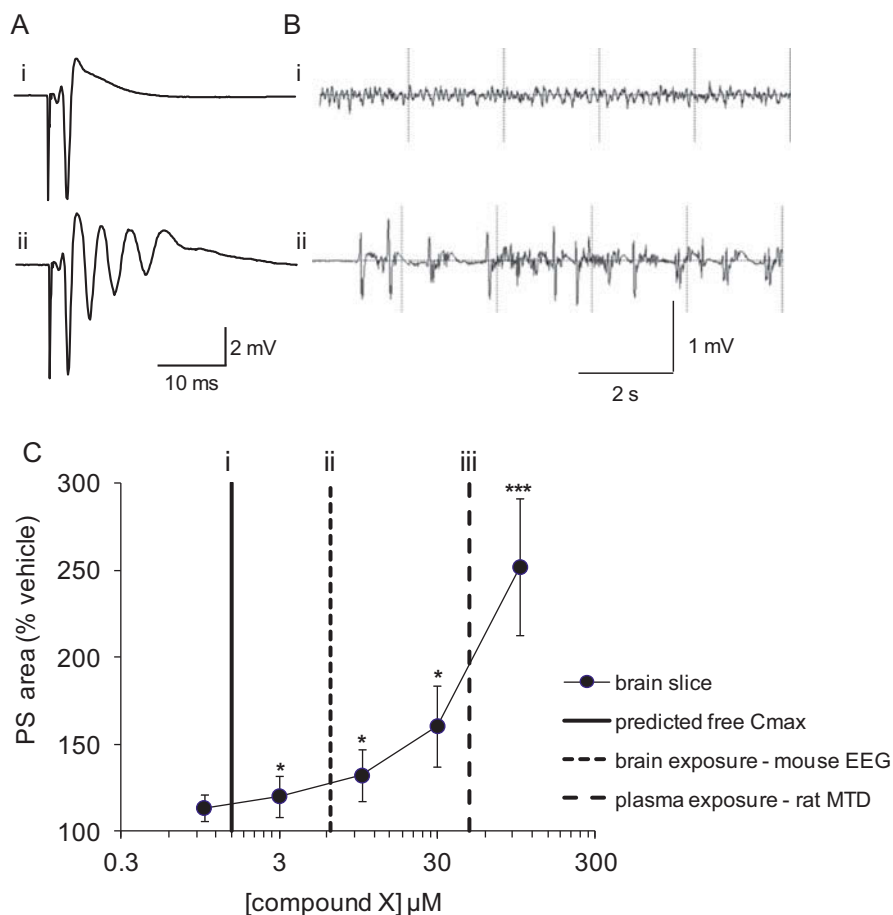 A
B
i
i
ii
ii
2 mV
10 ms
1 mV
2 s
C
i
ii
iii
300
250
200
150
100
PS area (% vehicle)
*
*
*
***
0.3
3
30
300
[compound X] µM
brain slice
predicted free Cmax
brain exposure - mouse EEG
plasma exposure - rat MTD